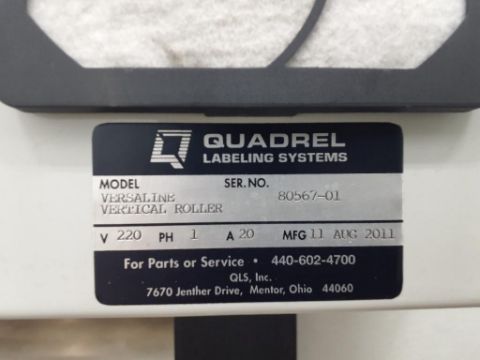 QUADREL
LABELING SYSTEMS
MODEL SER.NO.
VERSALINE 80567-01
VERTICAL ROLLER
V 220 PH 1 A 20 MFG 11 AUG 2011
For Parts or Service • 440-602-4700
QLS, Inc.
7670 Jenther Drive, Mentor, Ohio 44060